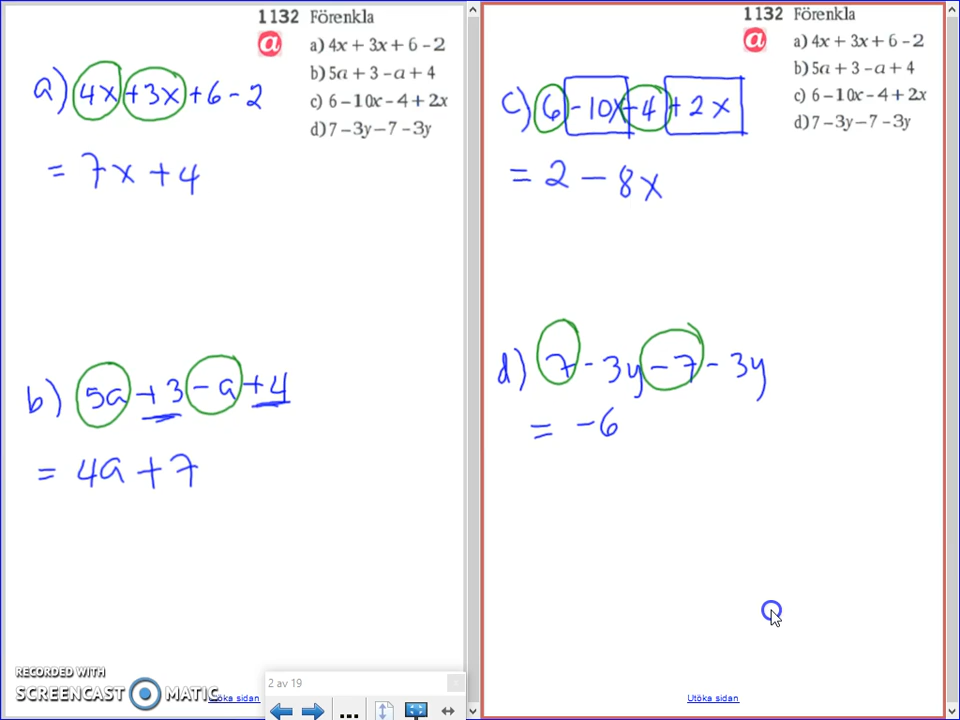 1132 Förenkla
a
a) 4x + 3x + 6 - 2
b) 5a + 3 - a + 4
c) 6 - 10x - 4 + 2x
d) 7 - 3y - 7 - 3y
a) 4x + 3x + 6 - 2
= 7x + 4
b) 5a + 3 - a + 4
= 4a + 7
RECORDED WITH
SCREENCAST MATIC
Utöka sidan
2 av 19
...
1132 Förenkla
a
a) 4x + 3x + 6 - 2
b) 5a + 3 - a + 4
c) 6 - 10x - 4 + 2x
d) 7 - 3y - 7 - 3y
c) 6 - 10x - 4 + 2x
= 2 - 8x
d) 7 - 3y - 7 - 3y
= -6
Utöka sidan